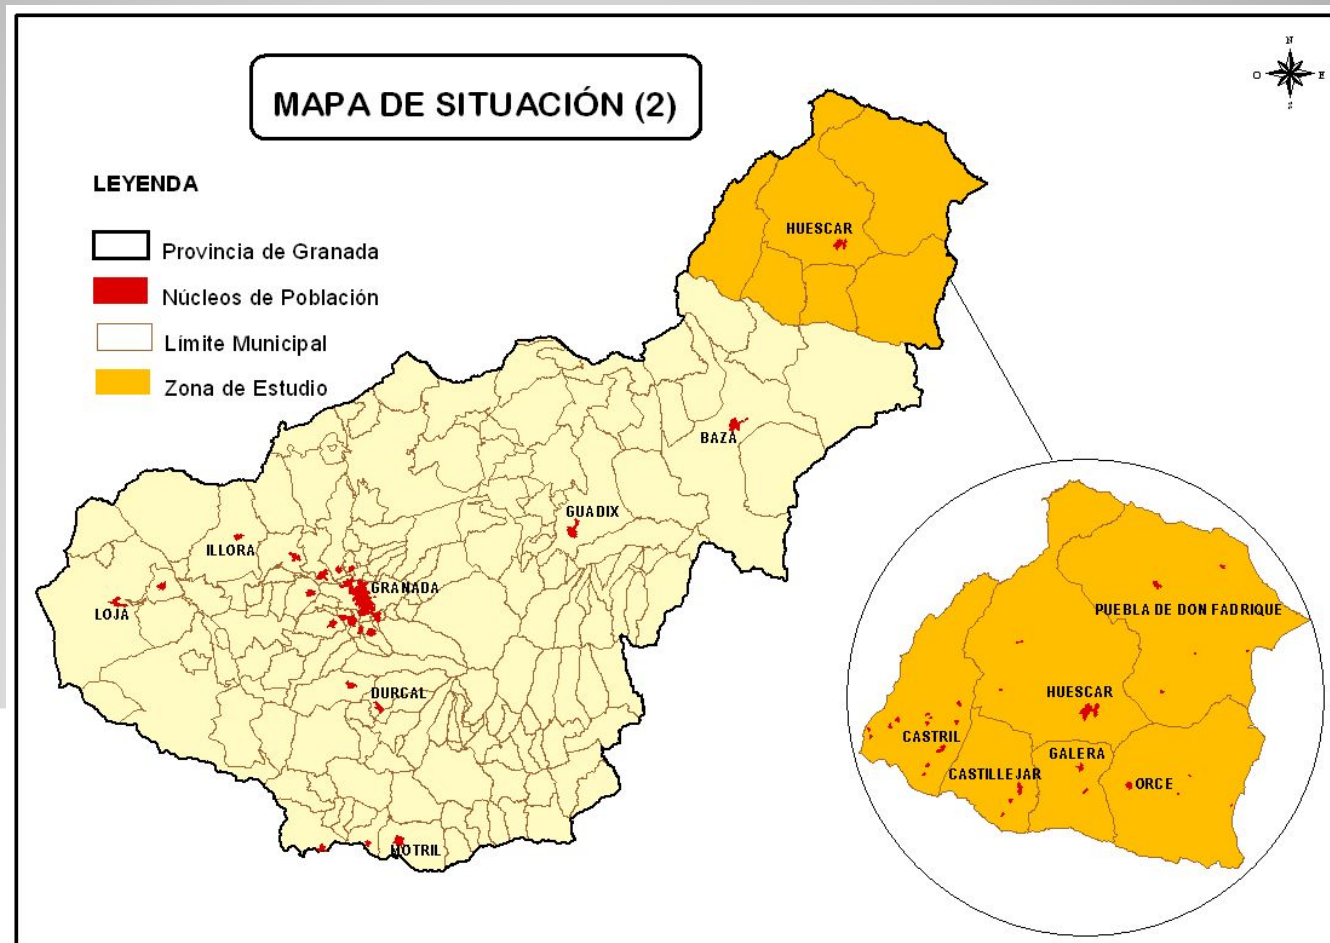 MAPA DE SITUACIÓN (2)
N
O
E
S
LEYENDA
Provincia de Granada
Núcleos de Población
Límite Municipal
Zona de Estudio
HUESCAR
BAZA
GUADIX
ILLORA
GRANADA
LOJA
DURCAL
MOTRIL
PUEBLA DE DON FADRIQUE
HUESCAR
CASTRIL
GALERA
CASTILLEJAR
ORCE